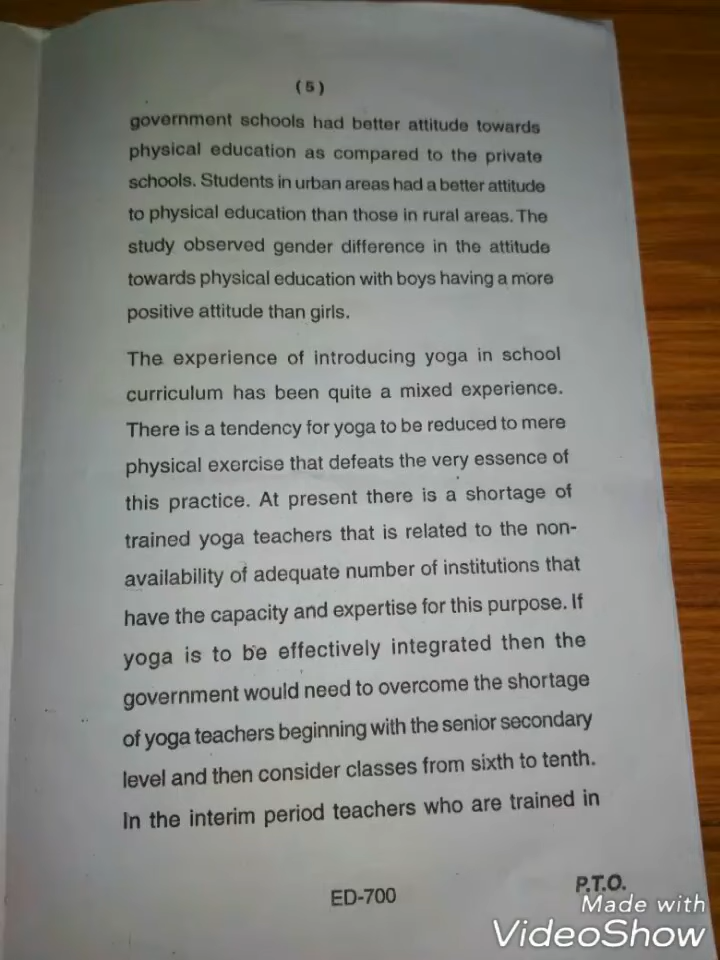 (5)
government schools had better attitude towards
physical education as compared to the private
schools. Students in urban areas had a better attitude
to physical education than those in rural areas. The
study observed gender difference in the attitude
towards physical education with boys having a more
positive attitude than girls.
The experience of introducing yoga in school
curriculum has been quite a mixed experience.
There is a tendency for yoga to be reduced to mere
physical exercise that defeats the very essence of
this practice. At present there is a shortage of
trained yoga teachers that is related to the non-
availability of adequate number of institutions that
have the capacity and expertise for this purpose. If
yoga is to be effectively integrated then the
government would need to overcome the shortage
of yoga teachers beginning with the senior secondary
level and then consider classes from sixth to tenth.
In the interim period teachers who are trained in
ED-700
P.T.O.
Made with
VideoShow